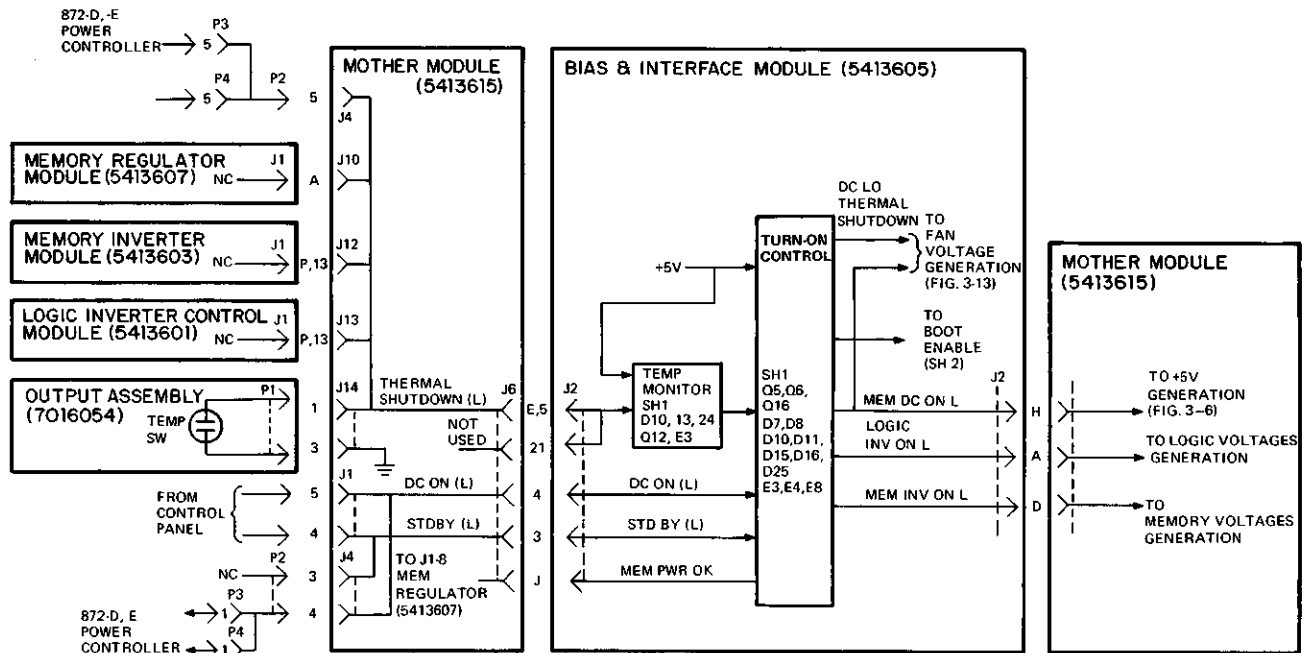 872-D, -E
POWER
CONTROLLER
P3
5
P4
5
P2
5
MOTHER MODULE
(5413615)
J4
MEMORY REGULATOR
MODULE (5413607)
NC
J1
A
J10
MEMORY INVERTER
MODULE (5413603)
NC
J1
P,13
J12
LOGIC INVERTER CONTROL
MODULE (5413601)
NC
J1
P,13
J13
OUTPUT ASSEMBLY
(7016054)
TEMP
SW
P1
1
3
J14
THERMAL
SHUTDOWN (L)
NOT
USED
J6
E,5
21
FROM
CONTROL
PANEL
5
4
J1
DC ON (L)
4
STDBY (L)
3
NC
P2
3
J4
TO J1-8
MEM
REGULATOR
(5413607)
J
872-D, E
POWER
CONTROLLER
P3
1
P4
1
4
BIAS & INTERFACE MODULE (5413605)
J2
+5V
TEMP
MONITOR
SH1
D10, 13, 24
Q12, E3
DC ON (L)
STD BY (L)
MEM PWR OK
TURN-ON
CONTROL
SH1
Q5,Q6,
Q16
D7,D8
D10,D11,
D15,D16,
D25
E3,E4,E8
DC LO
THERMAL
SHUTDOWN
TO
FAN
VOLTAGE
GENERATION
(FIG. 3-13)
TO
BOOT
ENABLE
(SH 2)
MEM DC ON L
LOGIC
INV ON L
MEM INV ON L
J2
H
A
D
MOTHER MODULE
(5413615)
TO +5V
GENERATION
(FIG. 3-6)
TO LOGIC VOLTAGES
GENERATION
TO
MEMORY VOLTAGES
GENERATION